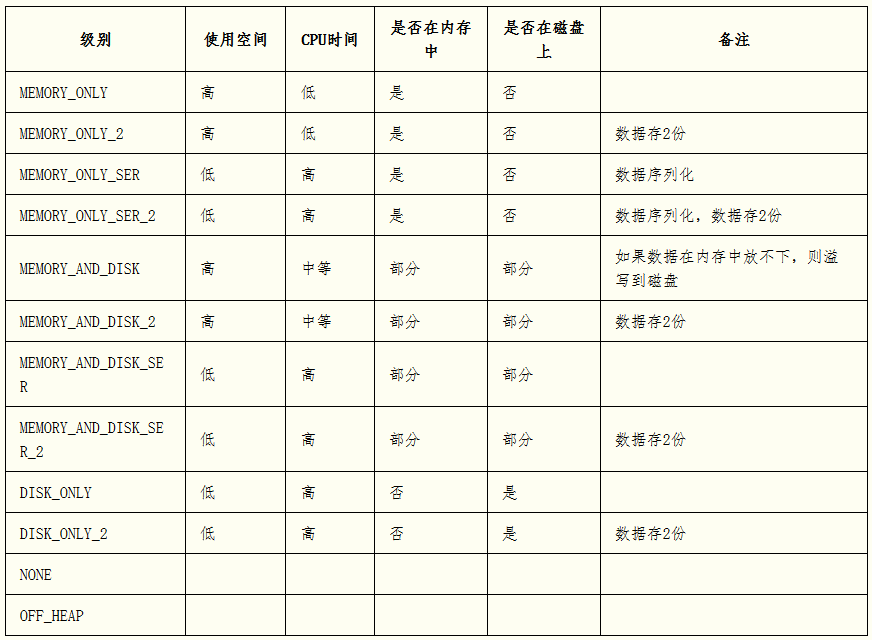 级别 使用空间 CPU时间 是否在内存中 是否在磁盘上 备注
MEMORY_ONLY 高 低 是 否
MEMORY_ONLY_2 高 低 是 否 数据存2份
MEMORY_ONLY_SER 低 高 是 否 数据序列化
MEMORY_ONLY_SER_2 低 高 是 否 数据序列化，数据存2份
MEMORY_AND_DISK 高 中等 部分 部分 如果数据在内存中放不下，则溢写到磁盘
MEMORY_AND_DISK_2 高 中等 部分 部分 数据存2份
MEMORY_AND_DISK_SER 低 高 部分 部分
MEMORY_AND_DISK_SER_2 低 高 部分 部分 数据存2份
DISK_ONLY 低 高 否 是
DISK_ONLY_2 低 高 否 是 数据存2份
NONE
OFF_HEAP